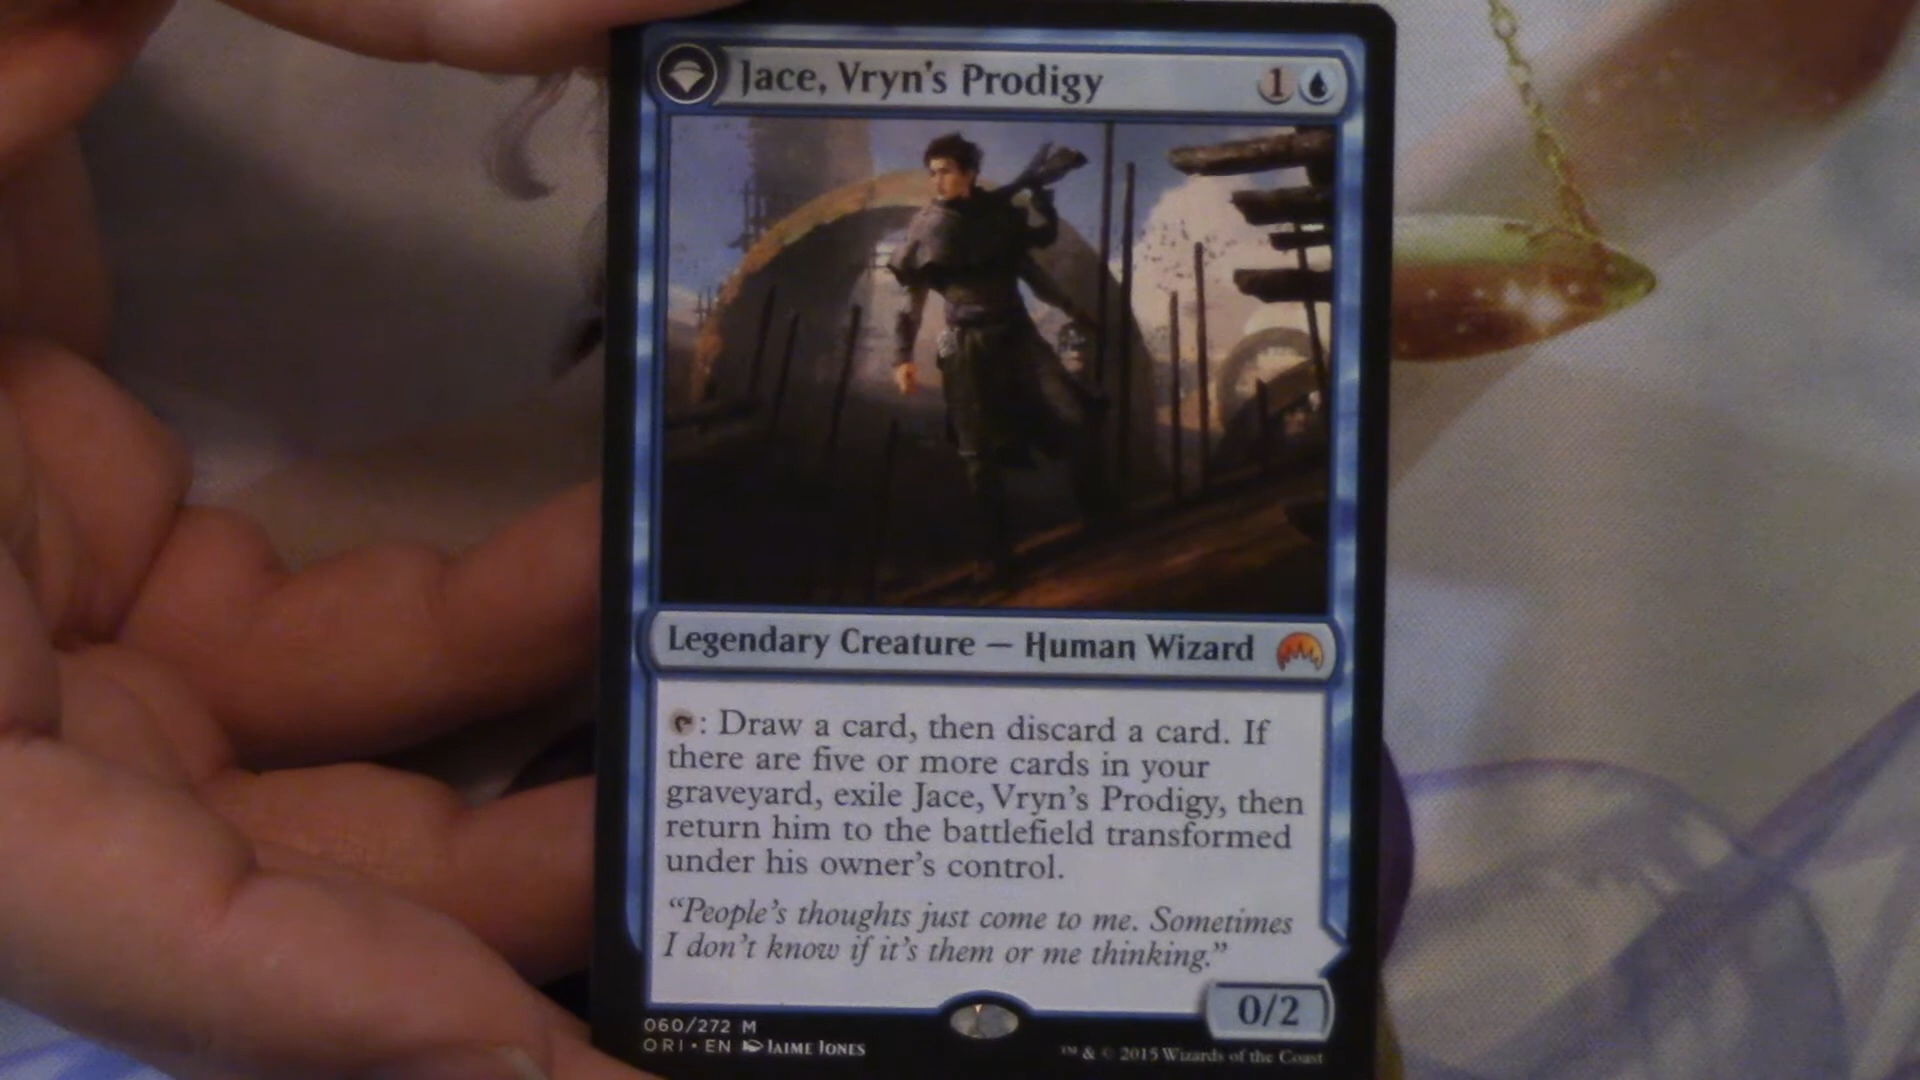 Jace, Vryn's Prodigy 1
Legendary Creature — Human Wizard
: Draw a card, then discard a card. If
there are five or more cards in your
graveyard, exile Jace, Vryn's Prodigy, then
return him to the battlefield transformed
under his owner's control.
"People's thoughts just come to me. Sometimes
I don't know if it's them or me thinking."
0/2
060/272 M
ORI • EN JAIME JONES
™ & © 2015 Wizards of the Coast